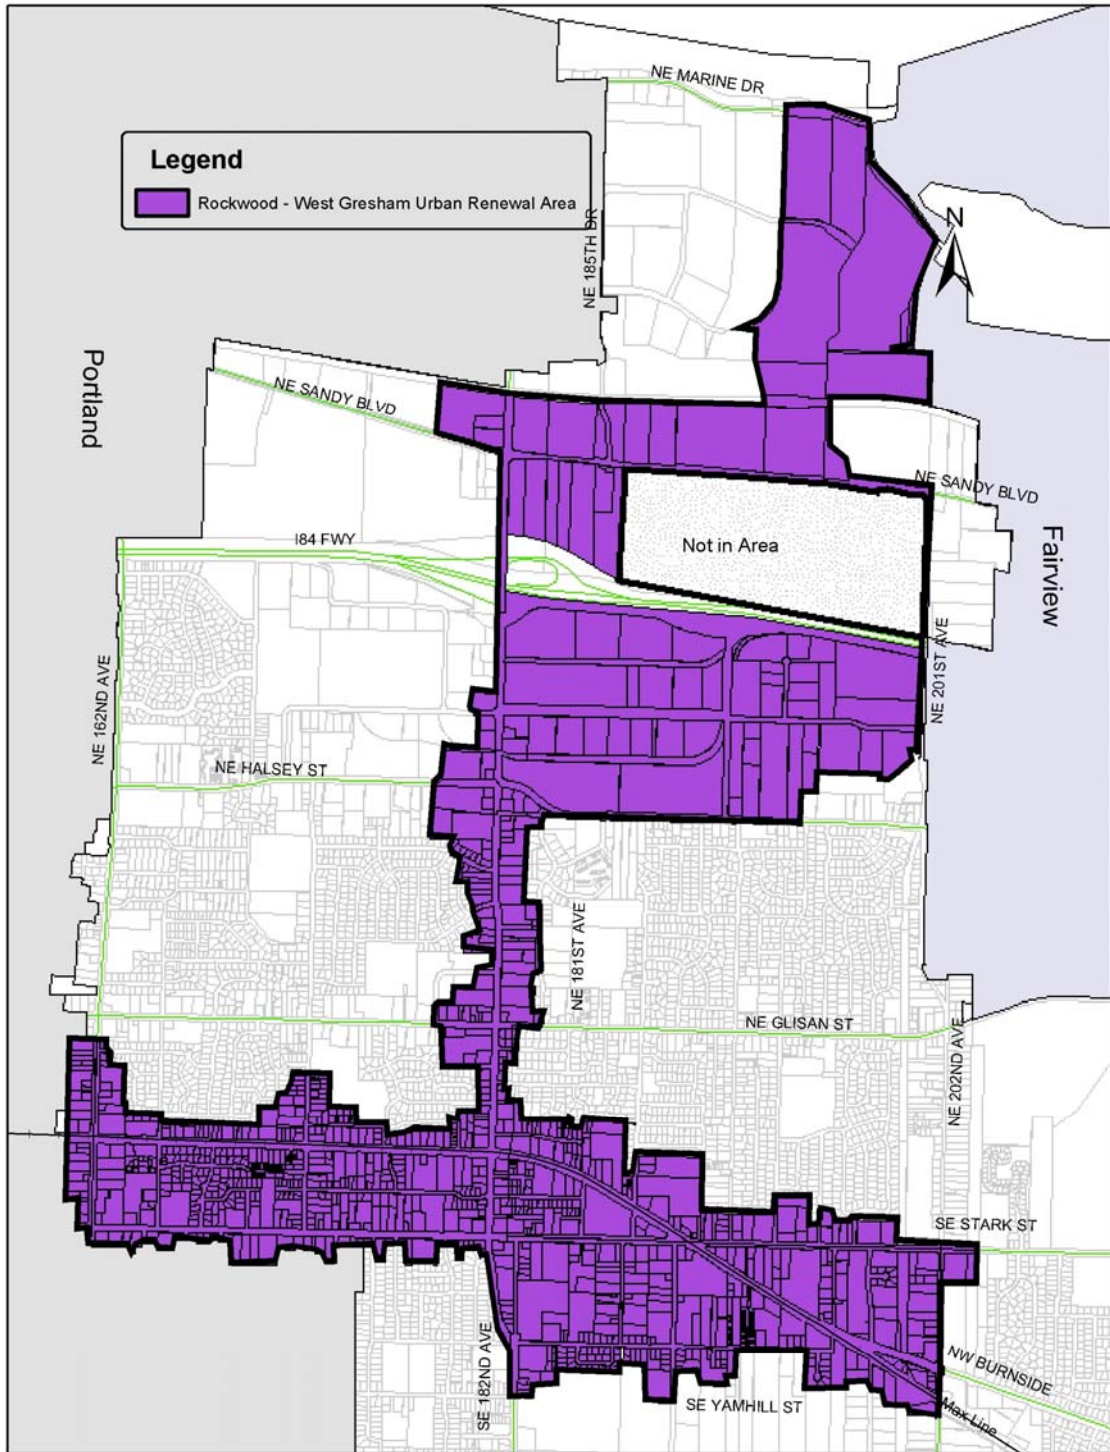 NE MARINE DR
Legend
Rockwood - West Gresham Urban Renewal Area
NE 185TH DR
N
Portland
NE SANDY BLVD
NE SANDY BLVD
I84 FWY
Not in Area
Fairview
NE 162ND AVE
NE 201ST AVE
NE HALSEY ST
NE 181ST AVE
NE GLISAN ST
NE 202ND AVE
SE STARK ST
SE 182ND AVE
NW BURNSIDE
SE YAMHILL ST
Max Line